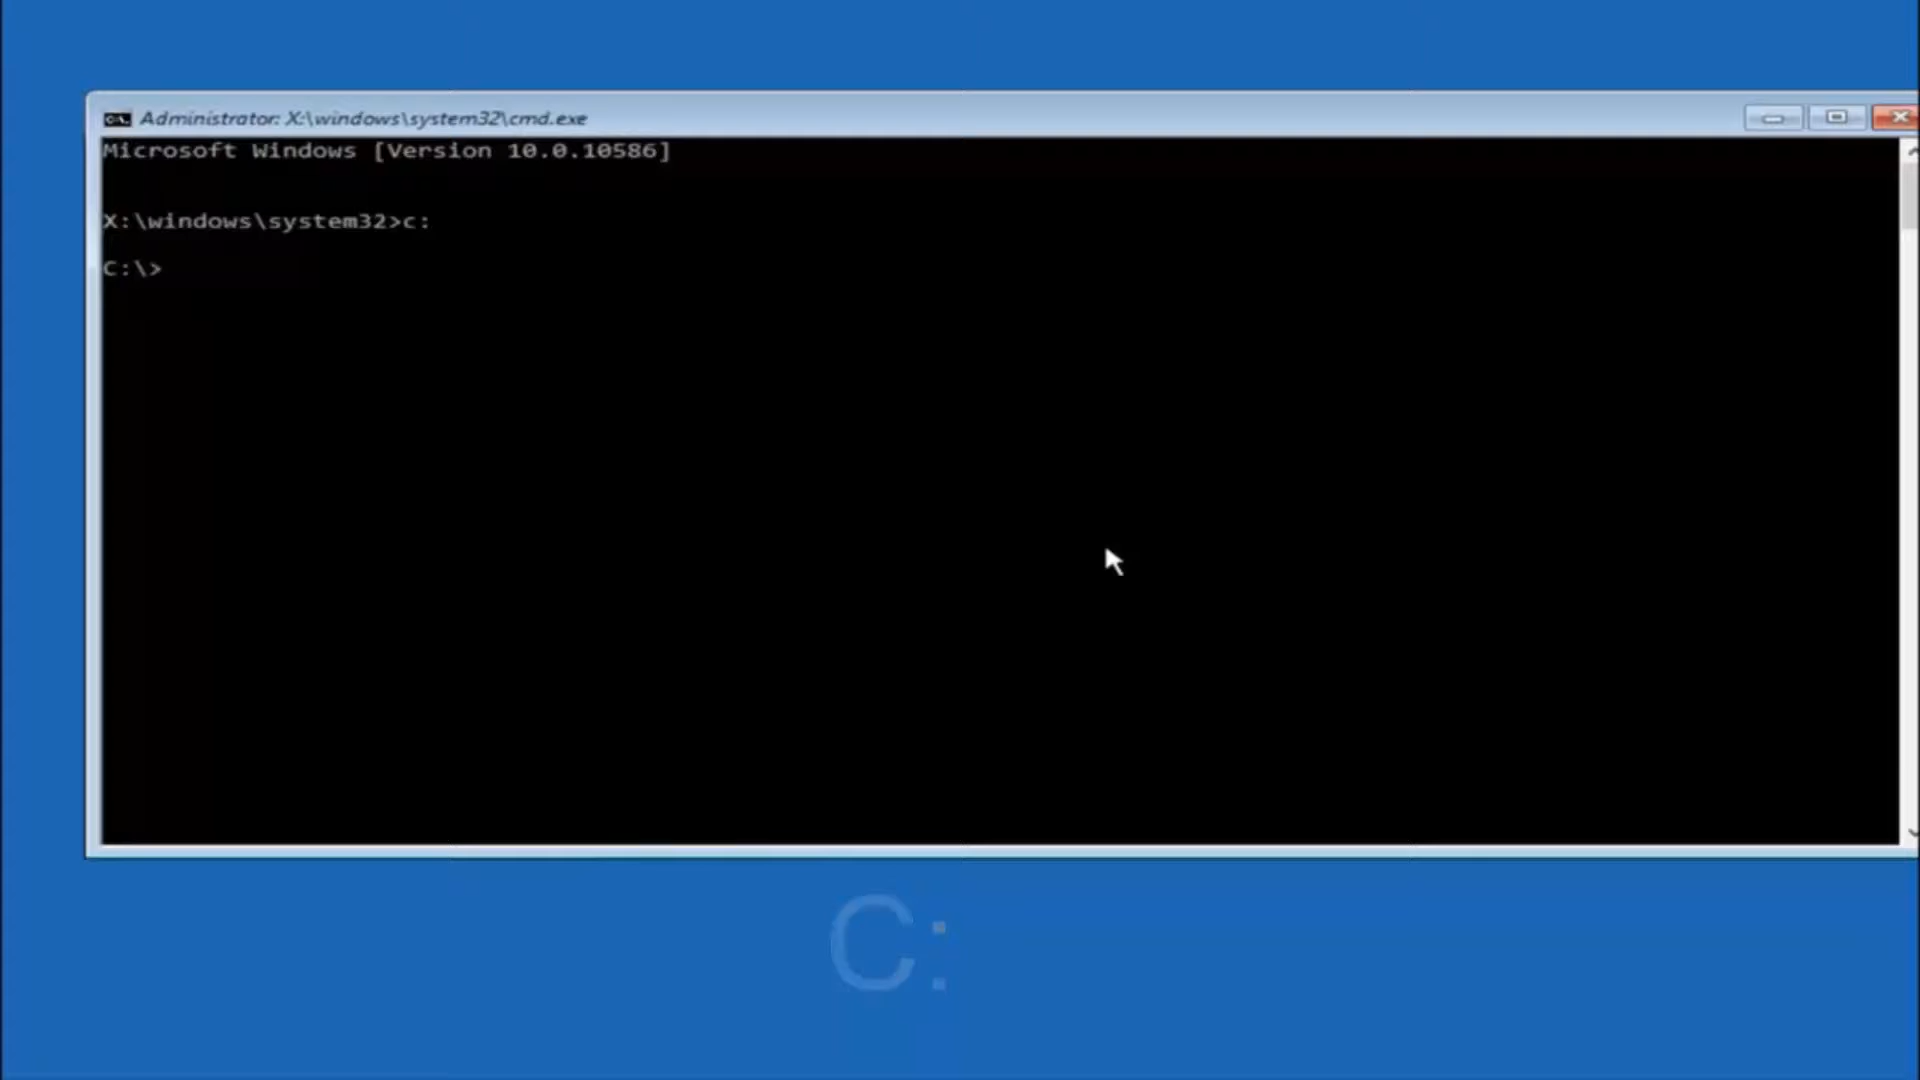 Administrator: X:\windows\system32\cmd.exe
Microsoft Windows [Version 10.0.10586]
X:\windows\system32>c:
C:\>
C: